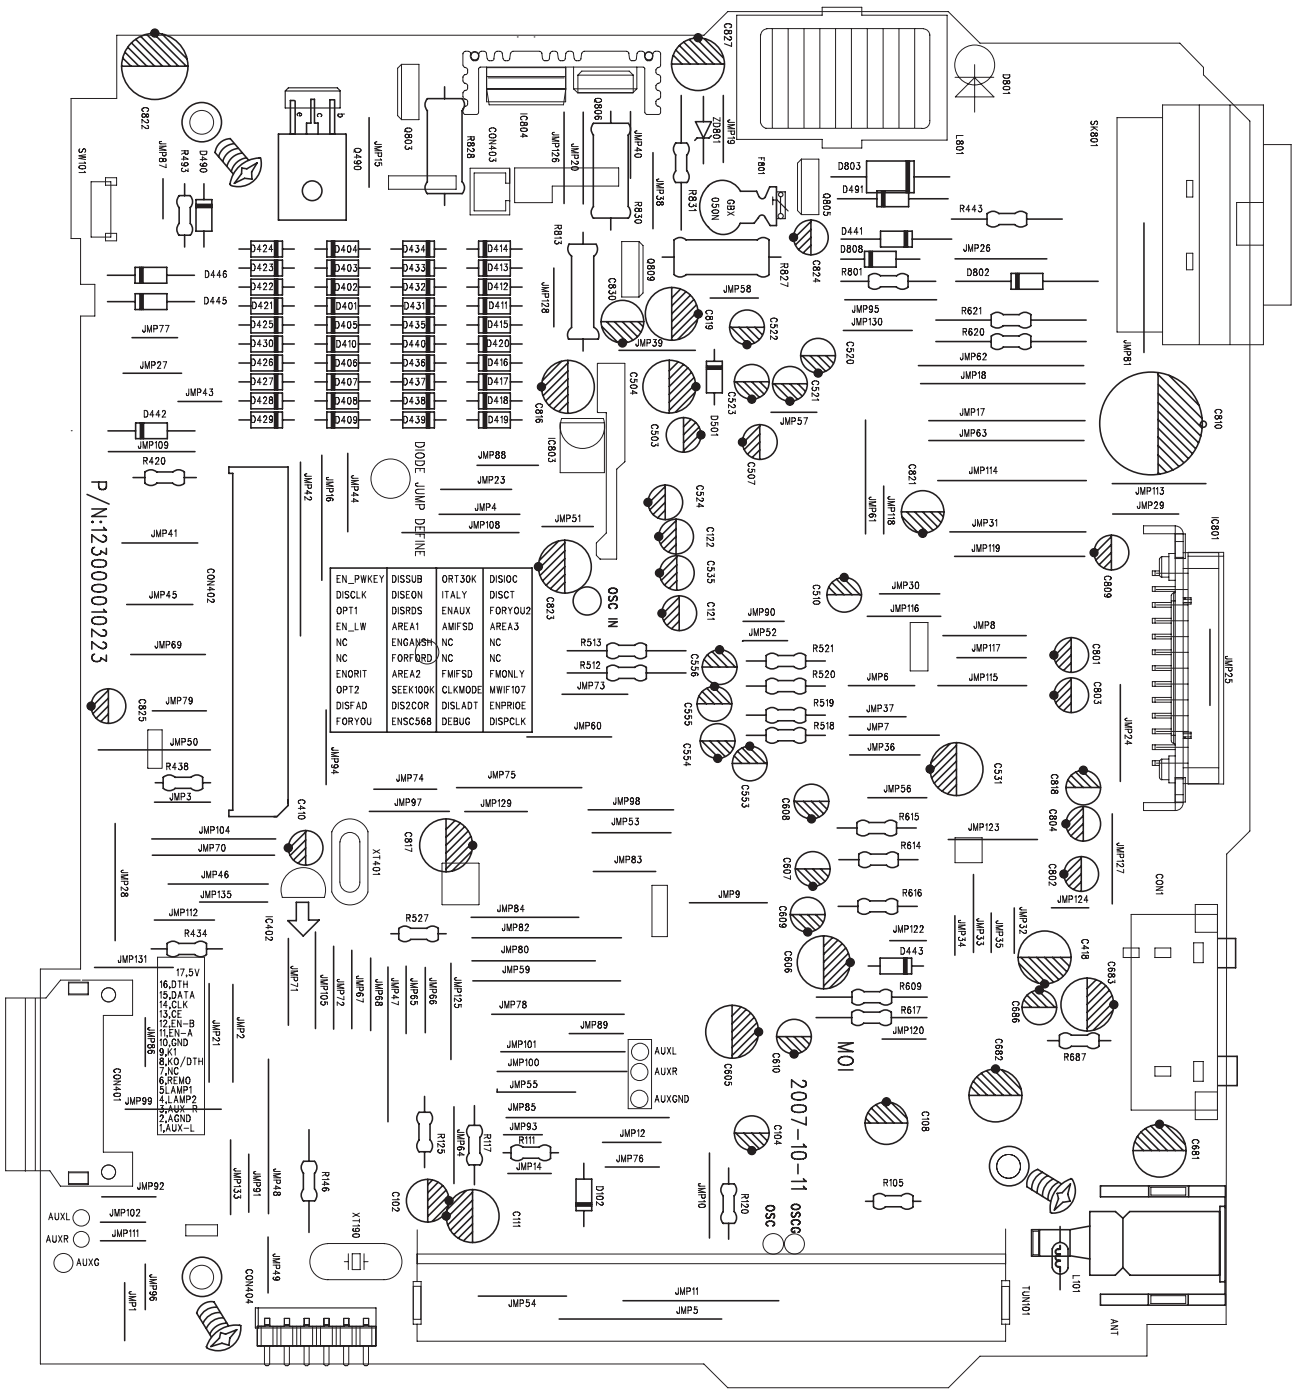 C822
C827
D801
L801
SK801
SW101
JMP87
R493
D490
e
c
b
Q490
JMP15
Q803
R828
CON403
IC804
JMP126
JMP20
Q806
JMP40
JMP38
R830
R831
ZD801
JMP19
F801
GBX
050N
Q805
D803
D491
R443
D441
D808
R801
JMP26
D802
C824
R813
Q809
R827
D446
D445
D424
D423
D422
D421
D425
D430
D426
D427
D428
D429
D404
D403
D402
D401
D405
D410
D406
D407
D408
D409
D434
D433
D432
D431
D435
D440
D436
D437
D438
D439
D414
D413
D412
D411
D415
D420
D416
D417
D418
D419
JMP128
C830
C819
JMP58
C522
JMP95
JMP130
R621
R620
JMP62
JMP18
JMP81
JMP77
JMP27
JMP43
D442
JMP109
R420
JMP39
C816
C504
D501
C523
C521
C520
JMP57
C503
C507
IC803
JMP17
JMP63
C810
P/N:12300001 0223
JMP42
JMP16
JMP44
DIODE JUMP DEFINE
JMP88
JMP23
JMP4
JMP108
JMP51
C524
C122
C535
C121
C823
OSC IN
JMP61
JMP118
C821
JMP114
JMP113
JMP29
IC801
JMP31
JMP119
C809
JMP41
JMP45
JMP69
CON402
EN_PWKEY DISSUB ORT30K DISIOC
DISCLK DISEON ITALY DISCT
OPT1 DISRDS ENAUX FORYOU2
EN_LW AREA1 AMIFSD AREA3
NC ENGANSH NC NC
NC FORFORD NC NC
ENORIT AREA2 FMIFSD FMONLY
OPT2 SEEK100K CLKMODE MWIF107
DISFAD DIS2COR DISLADT ENPRIOE
FORYOU ENSC568 DEBUG DISPCLK
C510
JMP30
JMP116
JMP90
JMP52
R513
R512
JMP73
C556
R521
R520
R519
R518
JMP8
JMP117
JMP115
C801
C803
JMP25
JMP6
JMP37
JMP7
JMP36
C825
JMP79
JMP50
R438
JMP3
JMP94
JMP60
C555
C554
C553
JMP24
C531
C818
C804
JMP74
JMP97
JMP75
JMP129
JMP98
JMP53
JMP83
C608
JMP56
R615
R614
JMP123
C607
C802
JMP127
CON1
JMP124
JMP104
JMP70
JMP46
JMP135
JMP112
R434
JMP28
C410
XT401
C817
IC402
R527
JMP84
JMP82
JMP80
JMP59
JMP78
JMP89
JMP9
C609
R616
JMP122
D443
C606
R609
R617
JMP120
JMP34
JMP33
JMP35
JMP32
C418
C683
C686
R687
JMP131
17,5V
16,DTH
15,DATA
14,CLK
13,CE
12,EN-B
11,EN-A
10,GND
9,K1
8,KO/DTH
7,NC
6,REMO
5LAMP1
4,LAMP2
3,AUX-R
2,AGND
1,AUX-L
JMP86
JMP21
JMP2
CON401
JMP99
JMP71
JMP105
JMP72
JMP67
JMP68
JMP47
JMP65
JMP66
JMP125
JMP101
JMP100
JMP55
JMP85
JMP93
R111
JMP14
JMP12
JMP76
AUXL
AUXR
AUXGND
C605
C610
MOI
2007-10-11
C682
C104
C108
C681
R125
JMP64
R117
JMP92
JMP133
JMP91
JMP48
R146
C102
C111
D102
JMP10
R120
OSC
OSCG
R105
AUXL
AUXR
AUXG
JMP102
JMP111
XT190
JMP49
CON404
JMP1
JMP96
JMP54
JMP11
JMP5
TUN101
L101
ANT